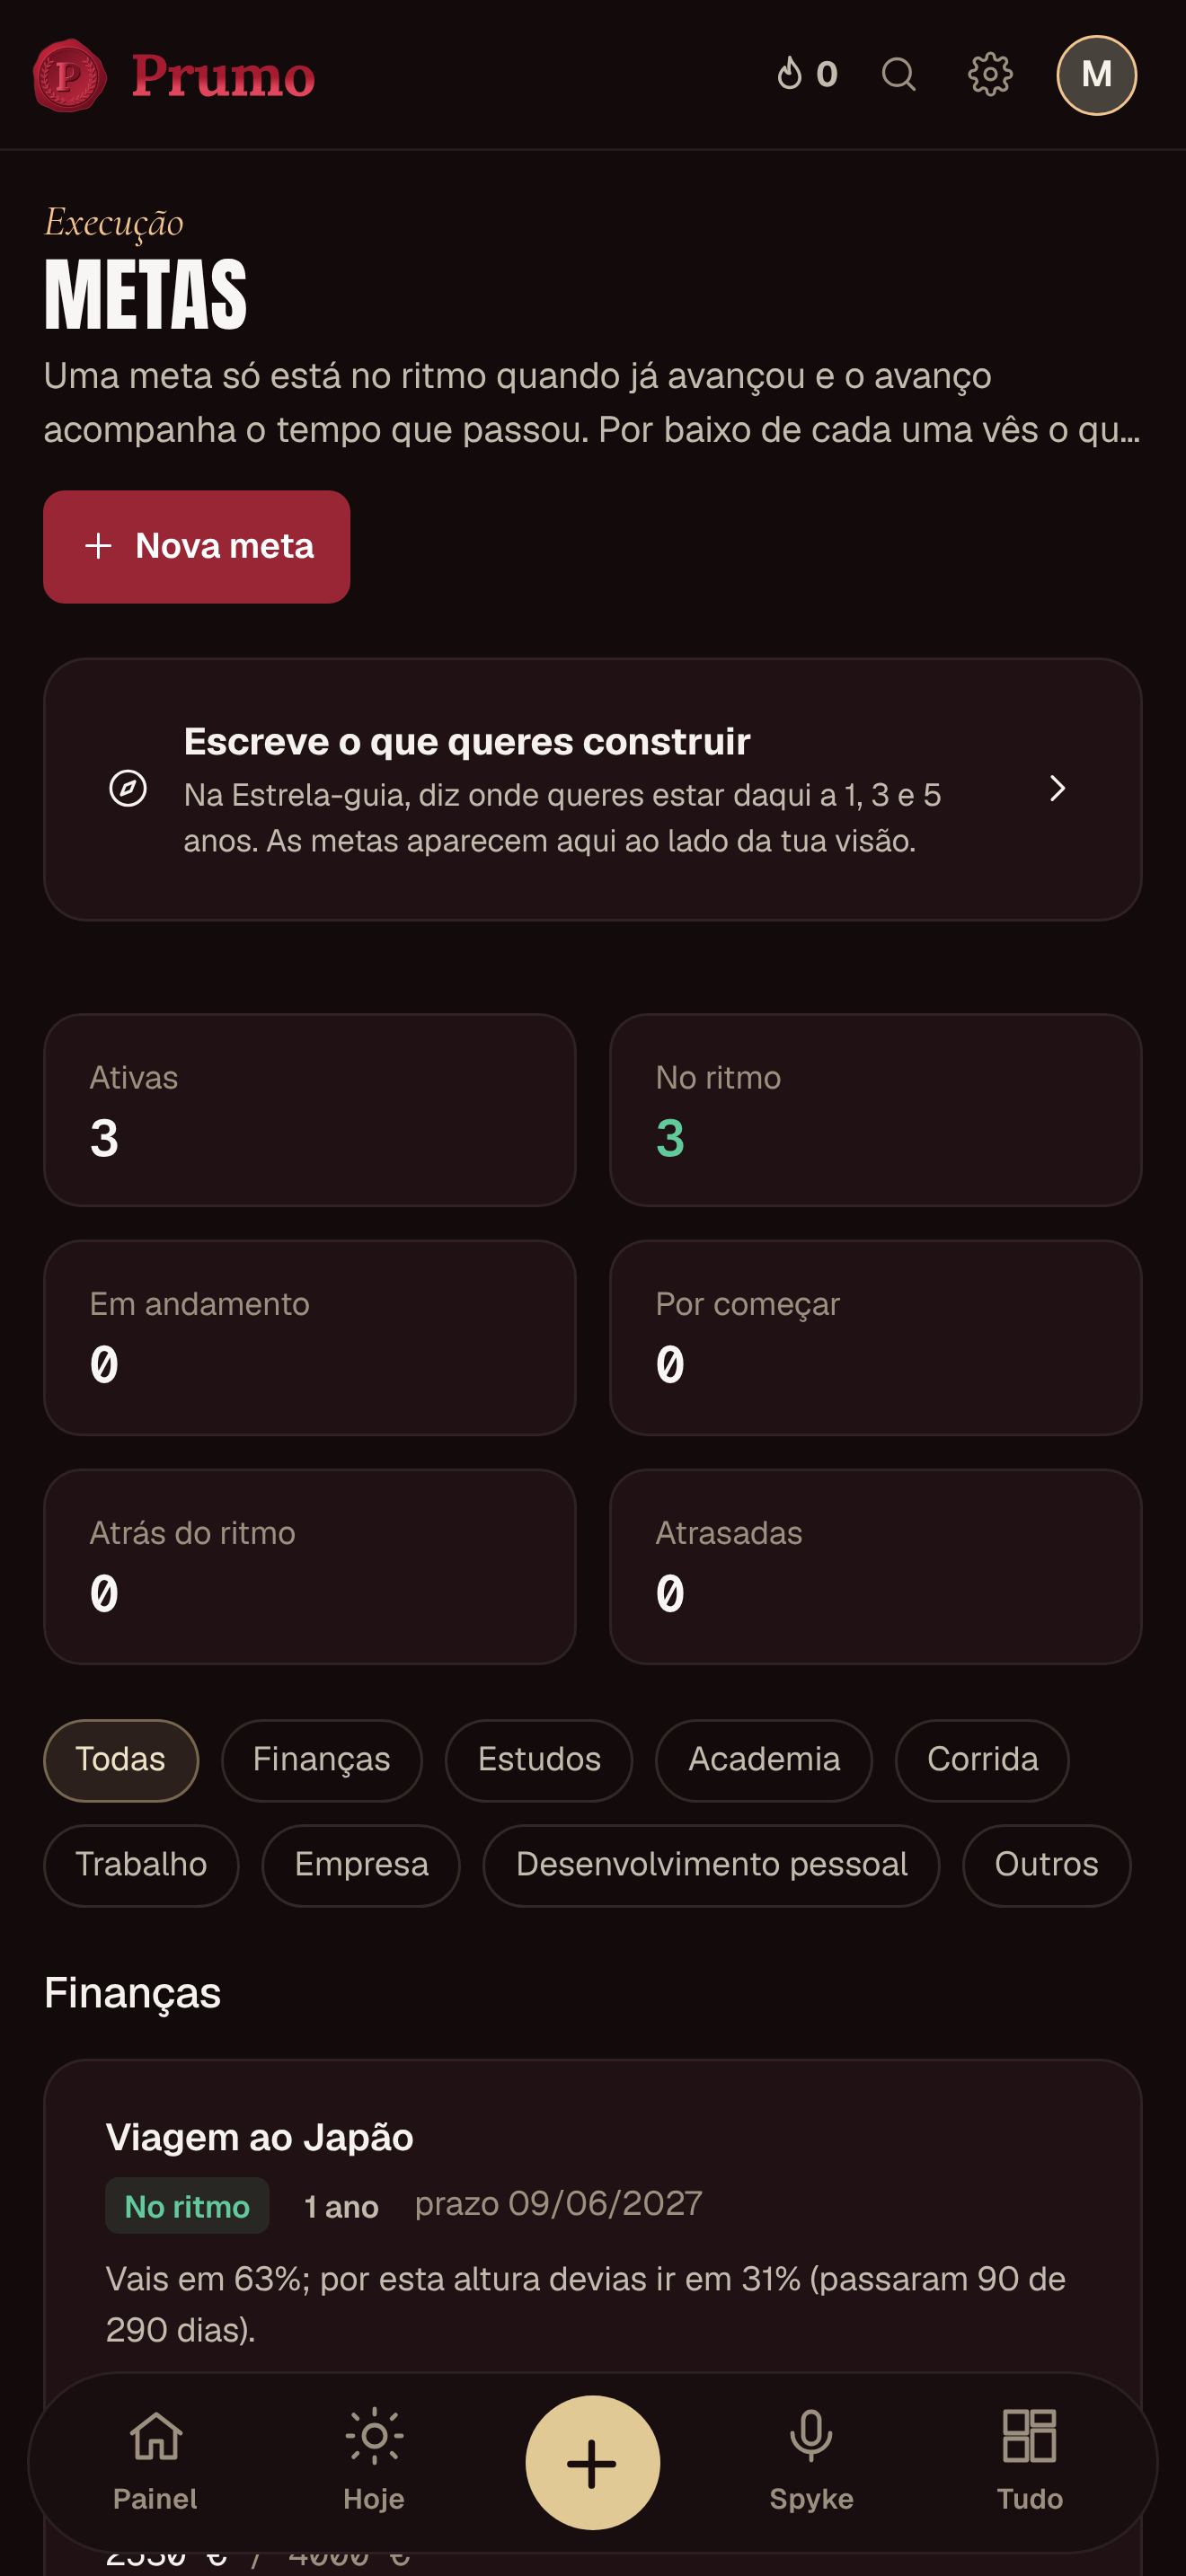 P Prumo
0
M
Execução
METAS
Uma meta só está no ritmo quando já avançou e o avanço
acompanha o tempo que passou. Por baixo de cada uma vês o qu...
+ Nova meta
Escreve o que queres construir
Na Estrela-guia, diz onde queres estar daqui a 1, 3 e 5
anos. As metas aparecem aqui ao lado da tua visão.
Ativas
3
No ritmo
3
Em andamento
0
Por começar
0
Atrás do ritmo
0
Atrasadas
0
Todas Finanças Estudos Academia Corrida
Trabalho Empresa Desenvolvimento pessoal Outros
Finanças
Viagem ao Japão
No ritmo 1 ano prazo 09/06/2027
Vais em 63%; por esta altura devias ir em 31% (passaram 90 de
290 dias).
Painel Hoje + Spyke Tudo